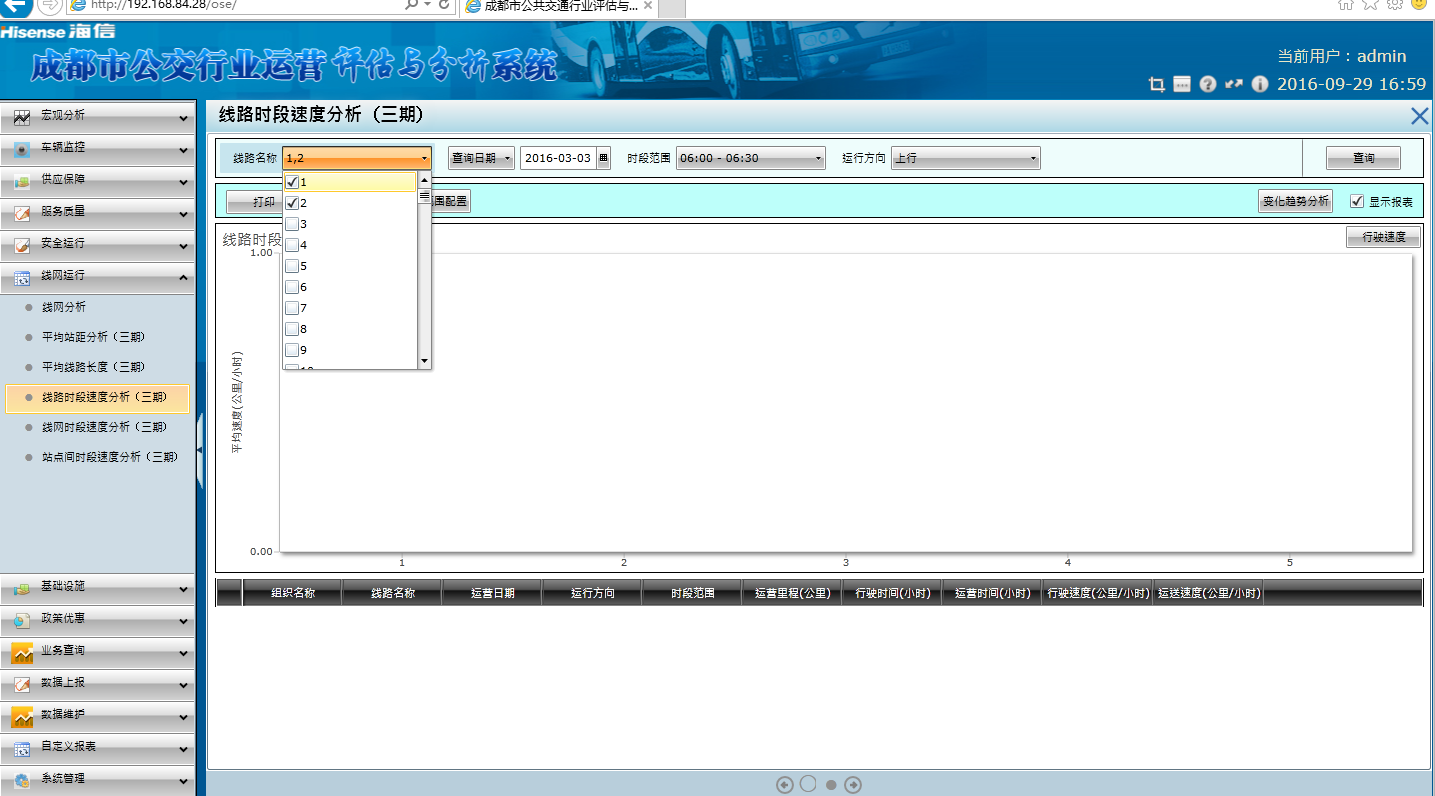 http://192.168.84.28/ose/
成都市公共交通行业评估与...
Hisense 海信
成都市公交行业运营评估与分析系统
当前用户：admin
2016-09-29 16:59
宏观分析
车辆监控
供应保障
服务质量
安全运行
线网运行
线网分析
平均站距分析（三期）
平均线路长度（三期）
线路时段速度分析（三期）
线网时段速度分析（三期）
站点间时段速度分析（三期）
基础设施
政策优惠
业务查询
数据上报
数据维护
自定义报表
系统管理
线路时段速度分析（三期）
线路名称 1,2 查询日期 2016-03-03 时段范围 06:00 - 06:30 运行方向 上行 查询
打印 围配置 变化趋势分析 显示报表
1
2
3
4
5
6
7
8
9
10
线路时段
行驶速度
1.00
平均速度(公里/小时)
0.00
1 2 3 4 5
组织名称 线路名称 运营日期 运行方向 时段范围 运营里程(公里) 行驶时间(小时) 运营时间(小时) 行驶速度(公里/小时) 运送速度(公里/小时)